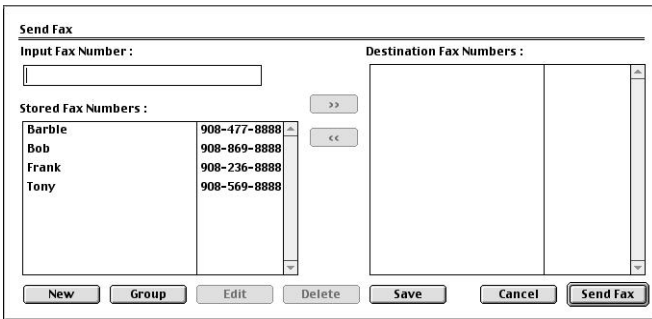 Send Fax
Input Fax Number :
Destination Fax Numbers :
>>
Stored Fax Numbers :
<<
Barble 908-477-8888
Bob 908-869-8888
Frank 908-236-8888
Tony 908-569-8888
New Group Edit Delete Save Cancel Send Fax